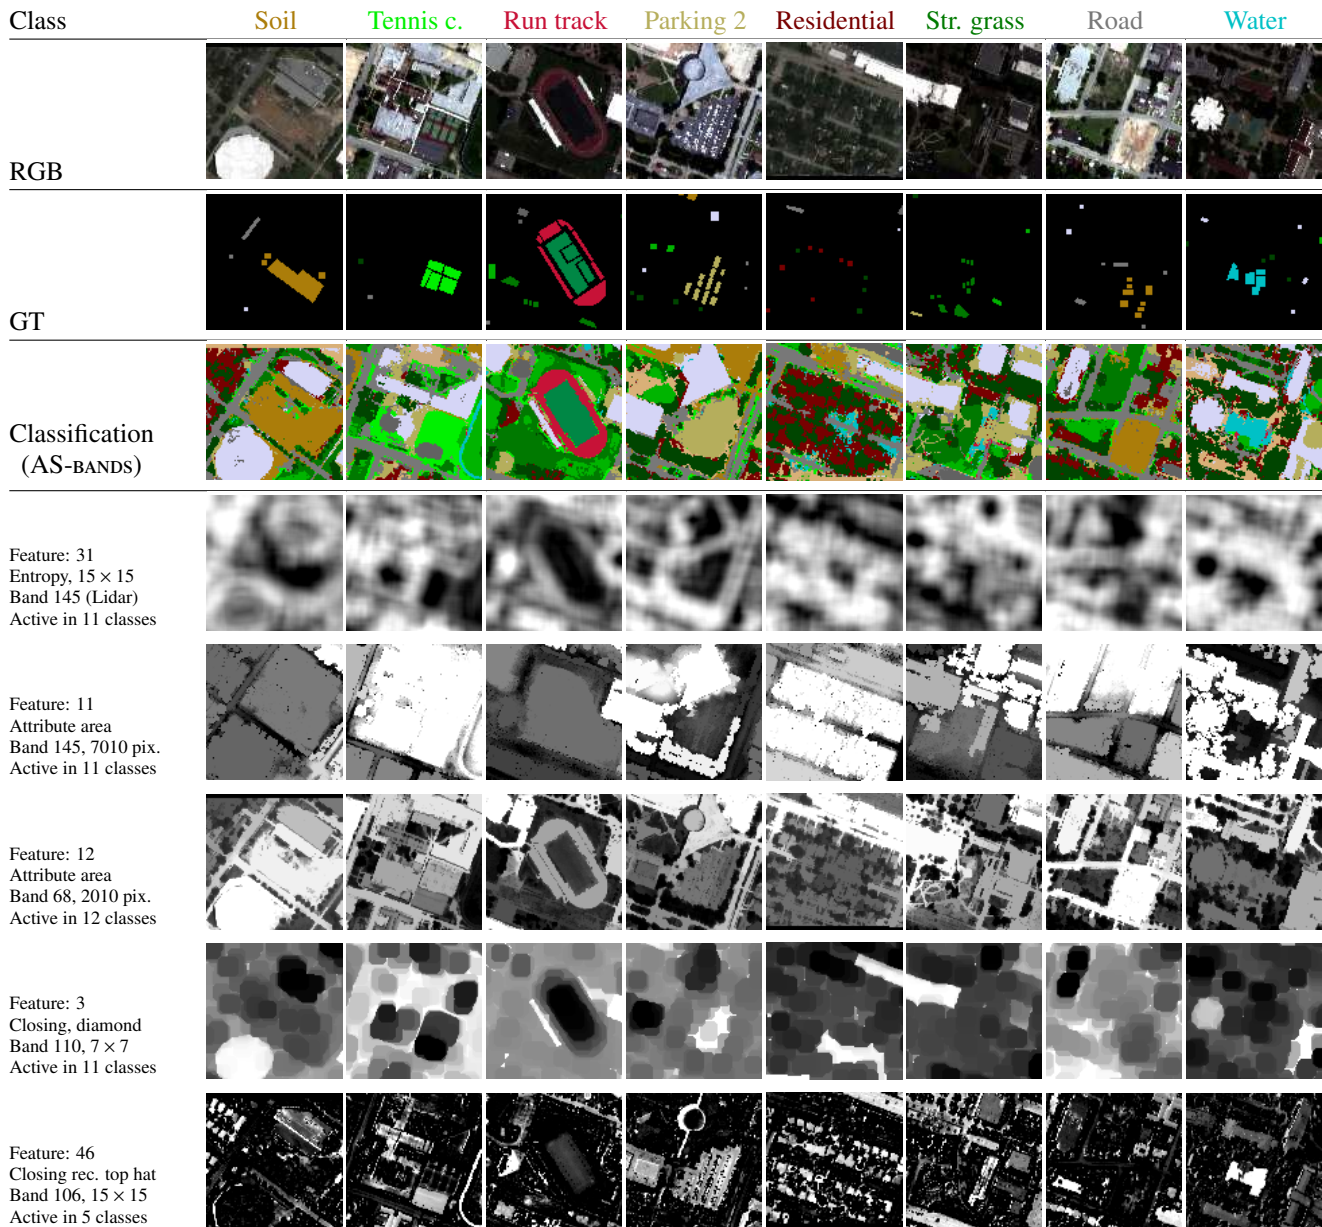 Class Soil Tennis c. Run track Parking 2 Residential Str. grass Road Water
RGB
GT
Classification
(AS-BANDS)
Feature: 31
Entropy, 15 × 15
Band 145 (Lidar)
Active in 11 classes
Feature: 11
Attribute area
Band 145, 7010 pix.
Active in 11 classes
Feature: 12
Attribute area
Band 68, 2010 pix.
Active in 12 classes
Feature: 3
Closing, diamond
Band 110, 7 × 7
Active in 11 classes
Feature: 46
Closing rec. top hat
Band 106, 15 × 15
Active in 5 classes